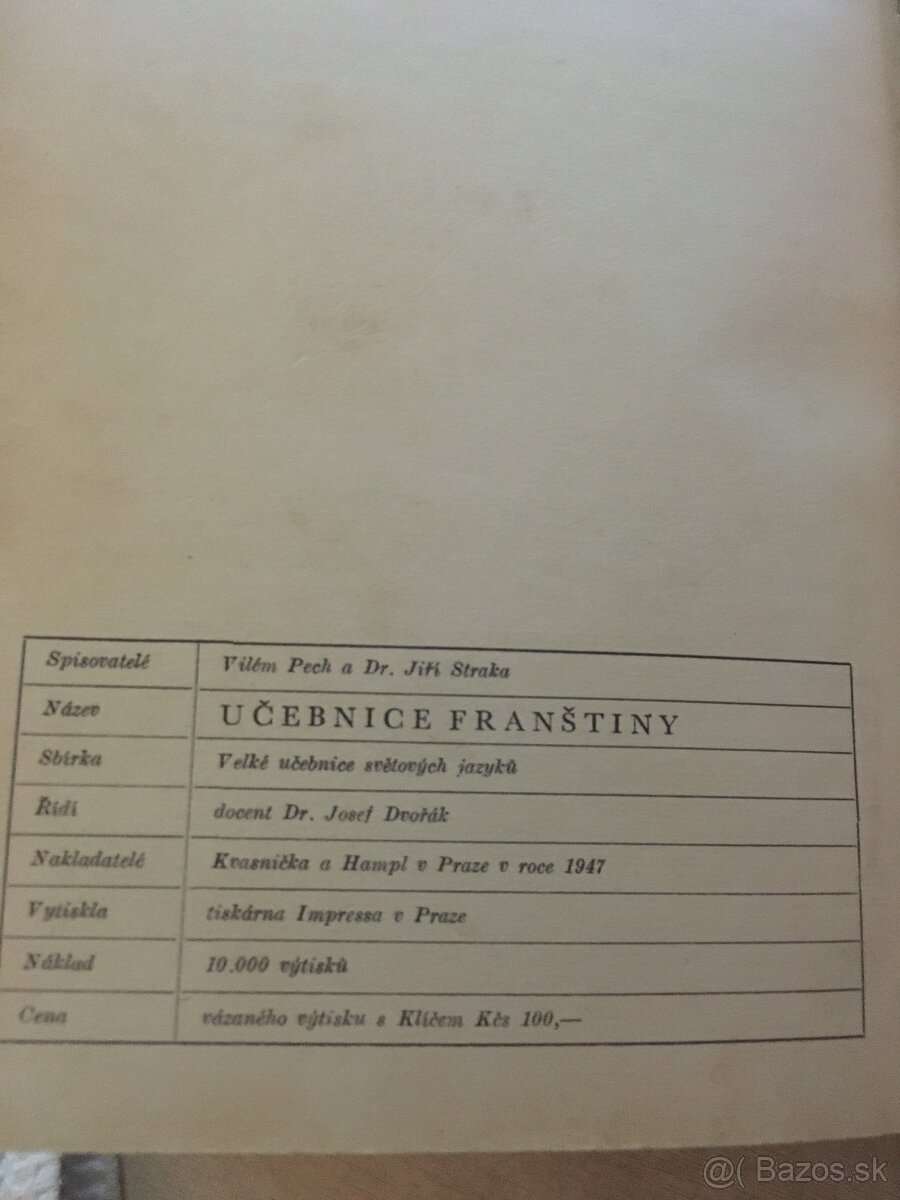 Spisovatelé Vilém Pech a Dr. Jiří Straka
Název UČEBNICE FRANŠTINY
Sbírka Velké učebnice světových jazyků
Řídí docent Dr. Josef Dvořák
Nakladatelé Kvasnička a Hampl v Praze v roce 1947
Vytiskla tiskárna Impressa v Praze
Náklad 10.000 výtisků
Cena vázaného výtisku s Klíčem Kčs 100,—
@( Bazos.sk